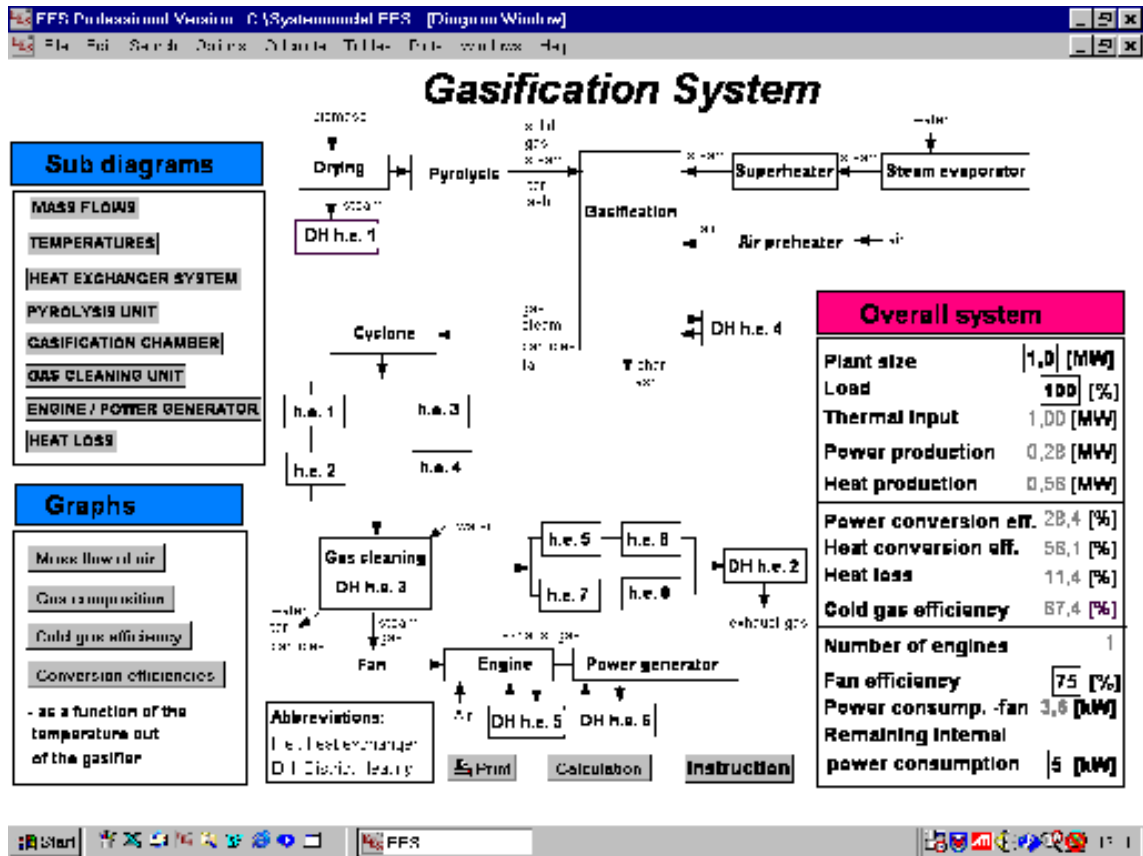 EES Professional Version C:\Systemmodel EES - [Diagram Window]
Gasification System
biomass
Drying
steam
DH h.e. 1
Pyrolysis
gas
Gasification
steam
Superheater
steam
Steam evaporator
water
air
Air preheater
air
DH h.e. 4
char
Cyclone
h.e. 1
h.e. 2
h.e. 3
h.e. 4
water
Gas cleaning
DH h.e. 3
steam
gas
Fan
h.e. 5
h.e. 8
h.e. 7
DH h.e. 2
exhaust gas
Engine
Power generator
Air
DH h.e. 5
DH h.e. 6
Abbreviations:
Print
Calculation
Instruction
Sub diagrams
MASS FLOWS
TEMPERATURES
HEAT EXCHANGER SYSTEM
PYROLYSIS UNIT
GASIFICATION CHAMBER
GAS CLEANING UNIT
ENGINE / POWER GENERATOR
HEAT LOSS
Graphs
Mass flow of air
Gas composition
Cold gas efficiency
Conversion efficiencies
- as a function of the
temperature out
of the gasifier
Overall system
Plant size 1,0 [MW]
Load 100 [%]
Thermal input 1,00 [MW]
Power production 0,28 [MW]
Heat production 0,56 [MW]
Power conversion eff. 28,4 [%]
Heat conversion eff. 56,1 [%]
Heat loss 11,4 [%]
Cold gas efficiency [%]
Number of engines 1
Fan efficiency 75 [%]
Power consump. -fan 3,6 [kW]
Remaining internal
power consumption 5 [kW]
Start
EES